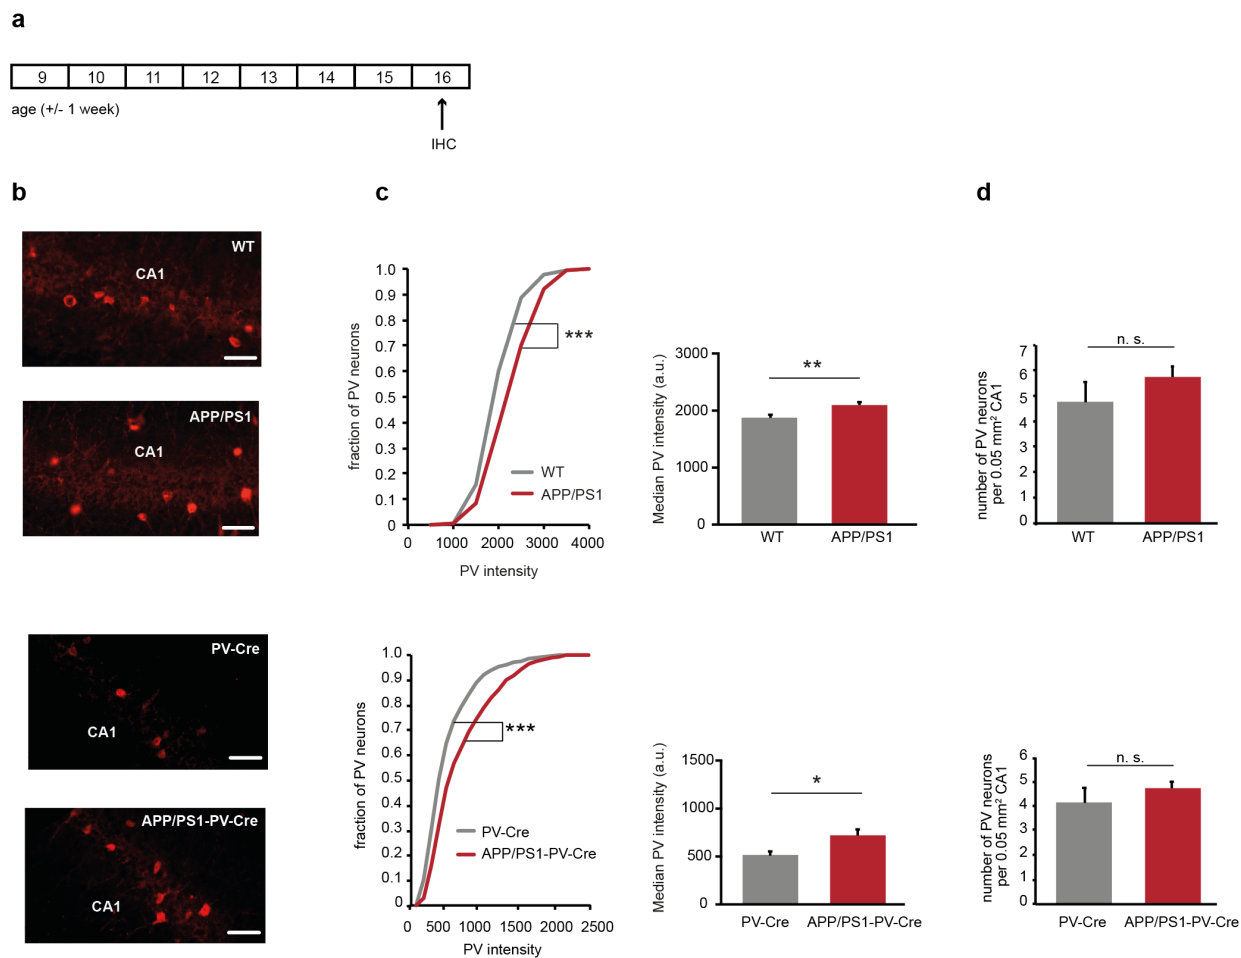 a
9 10 11 12 13 14 15 16
age (+/- 1 week)
IHC
b
c
d
WT
CA1
APP/PS1
CA1
fraction of PV neurons
1.0
0.9
0.8
0.7
0.6
0.5
0.4
0.3
0.2
0.1
0
***
WT
APP/PS1
0 1000 2000 3000 4000
PV intensity
Median PV intensity (a.u.)
3000
2000
1000
0
**
WT APP/PS1
number of PV neurons
per 0.05 mm² CA1
7
6
5
4
3
2
1
0
n. s.
WT APP/PS1
PV-Cre
CA1
APP/PS1-PV-Cre
CA1
fraction of PV neurons
1.0
0.9
0.8
0.7
0.6
0.5
0.4
0.3
0.2
0.1
0
***
PV-Cre
APP/PS1-PV-Cre
0 500 1000 1500 2000 2500
PV intensity
Median PV intensity (a.u.)
1500
1000
500
0
*
PV-Cre APP/PS1-PV-Cre
number of PV neurons
per 0.05 mm² CA1
6
5
4
3
2
1
0
n. s.
PV-Cre APP/PS1-PV-Cre